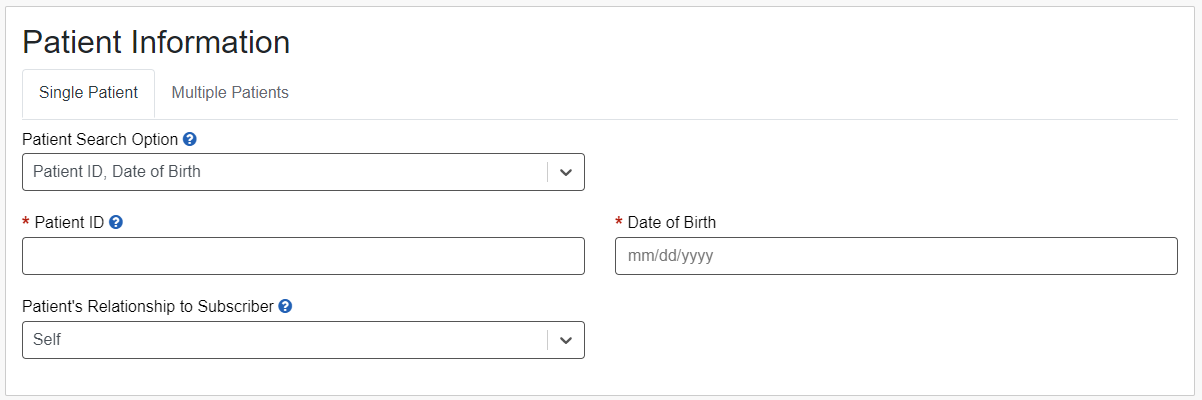 Patient Information
Single Patient Multiple Patients
Patient Search Option ?
Patient ID, Date of Birth
* Patient ID ? * Date of Birth
mm/dd/yyyy
Patient's Relationship to Subscriber ?
Self